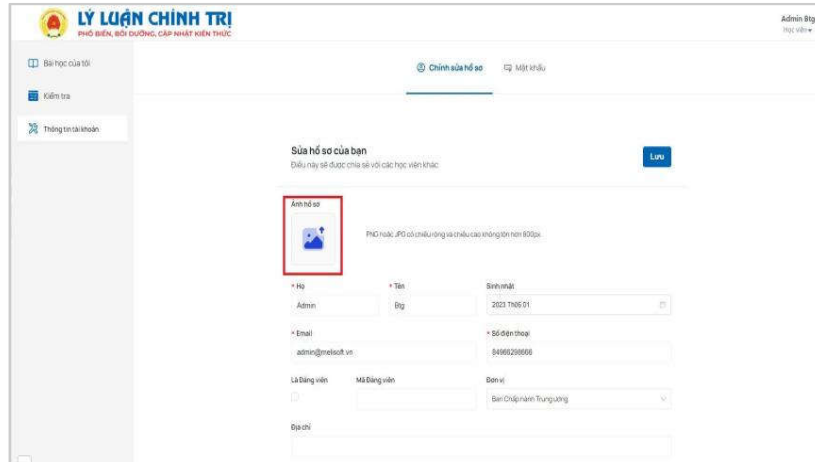 LÝ LUẬN CHÍNH TRỊ
PHỔ BIẾN, BỒI DƯỠNG, CẬP NHẬT KIẾN THỨC
Admin Btg
Học viên
Bài học của tôi
Chỉnh sửa hồ sơ
Mật khẩu
Kiểm tra
Thông tin tài khoản
Sửa hồ sơ của bạn
Lưu
Điều này sẽ được chia sẻ với các học viên khác
Ảnh hồ sơ
PNG hoặc JPG có chiều rộng và chiều cao không lớn hơn 800px
* Họ
* Tên
Sinh nhật
Admin
Btg
2023 Th05 01
* Email
* Số điện thoại
admin@melisoft.vn
84966298666
Là Đảng viên
Mã Đảng viên
Đơn vị
Ban Chấp hành Trung ương
Địa chỉ